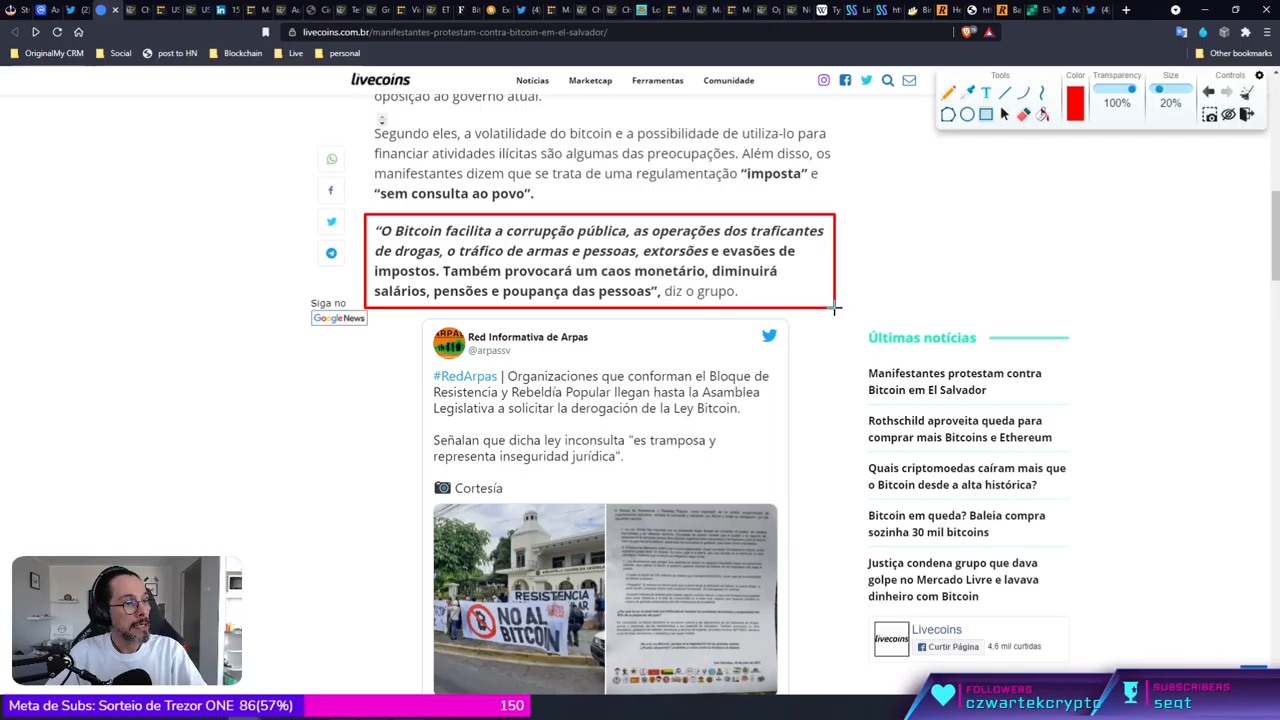 livecoins.com.br/manifestantes-protestam-contra-bitcoin-em-el-salvador/
OriginalMy CRM
Social
post to HN
Blockchain
Live
personal
Other bookmarks
livecoins
Notícias
Marketcap
Ferramentas
Comunidade
Tools
Color
Transparency
Size
Controls
100%
20%
oposição ao governo atual.
Segundo eles, a volatilidade do bitcoin e a possibilidade de utiliza-lo para
financiar atividades ilícitas são algumas das preocupações. Além disso, os
manifestantes dizem que se trata de uma regulamentação “imposta” e
“sem consulta ao povo”.
“O Bitcoin facilita a corrupção pública, as operações dos traficantes
de drogas, o tráfico de armas e pessoas, extorsões e evasões de
impostos. Também provocará um caos monetário, diminuirá
salários, pensões e poupança das pessoas”, diz o grupo.
Siga no
Google News
Red Informativa de Arpas
@arpassv
#RedArpas | Organizaciones que conforman el Bloque de
Resistencia y Rebeldía Popular llegan hasta la Asamblea
Legislativa a solicitar la derogación de la Ley Bitcoin.
Señalan que dicha ley inconsulta "es tramposa y
representa inseguridad jurídica".
Cortesía
RESISTENCIA
NO AL
BITCOIN
Últimas notícias
Manifestantes protestam contra
Bitcoin em El Salvador
Rothschild aproveita queda para
comprar mais Bitcoins e Ethereum
Quais criptomoedas caíram mais que
o Bitcoin desde a alta histórica?
Bitcoin em queda? Baleia compra
sozinha 30 mil bitcoins
Justiça condena grupo que dava
golpe no Mercado Livre e lavava
dinheiro com Bitcoin
livecoins
Livecoins
Curtir Página
4,6 mil curtidas
Meta de Subs: Sorteio de Trezor ONE 86(57%)
150
FOLLOWERS
czwartekcrypto
SUBSCRIBERS
seqt